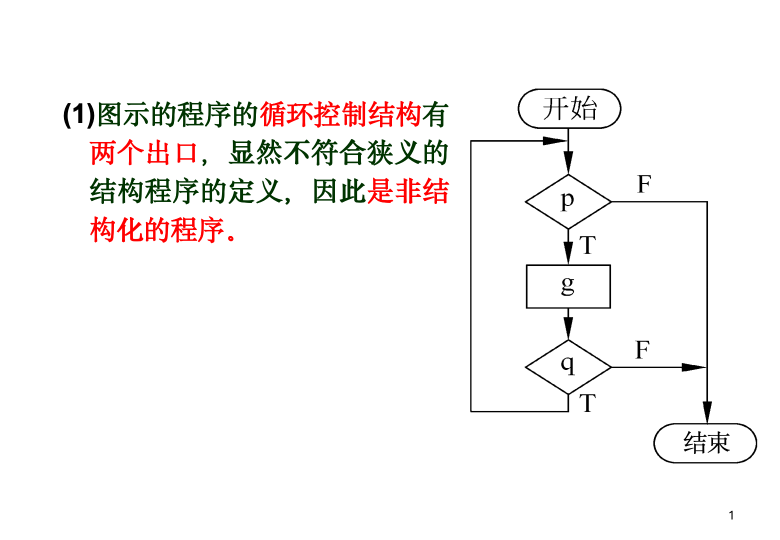 (1)图示的程序的循环控制结构有
两个出口，显然不符合狭义的
结构程序的定义，因此是非结
构化的程序.
开始
p
F
T
g
q
F
T
结束
1